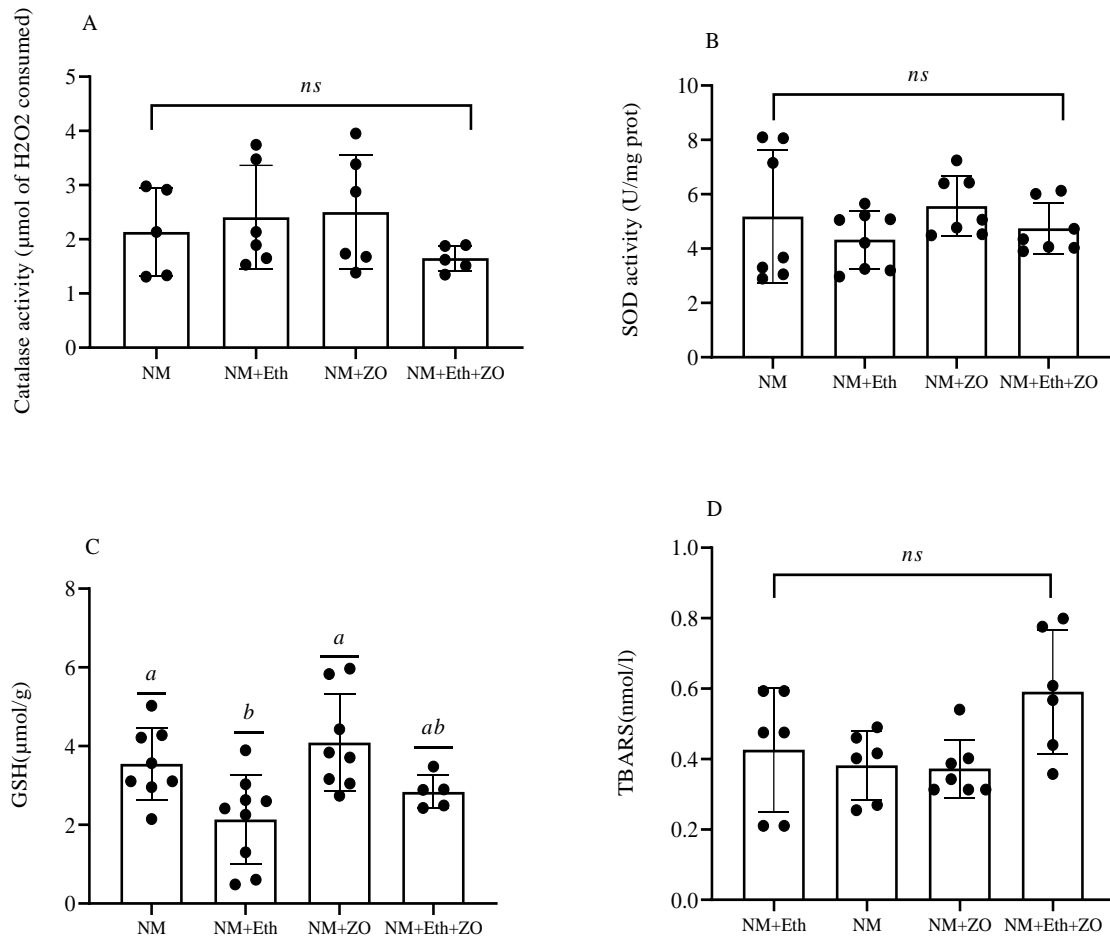 A
Catalase activity (µmol of H2O2 consumed)
5
4
3
2
1
0
ns
NM
NM+Eth
NM+ZO
NM+Eth+ZO
B
SOD activity (U/mg prot)
10
8
6
4
2
0
ns
NM
NM+Eth
NM+ZO
NM+Eth+ZO
C
GSH(µmol/g)
8
6
4
2
0
a
b
a
ab
NM
NM+Eth
NM+ZO
NM+Eth+ZO
D
TBARS(nmol/l)
1.0
0.8
0.6
0.4
0.2
0.0
ns
NM+Eth
NM
NM+ZO
NM+Eth+ZO